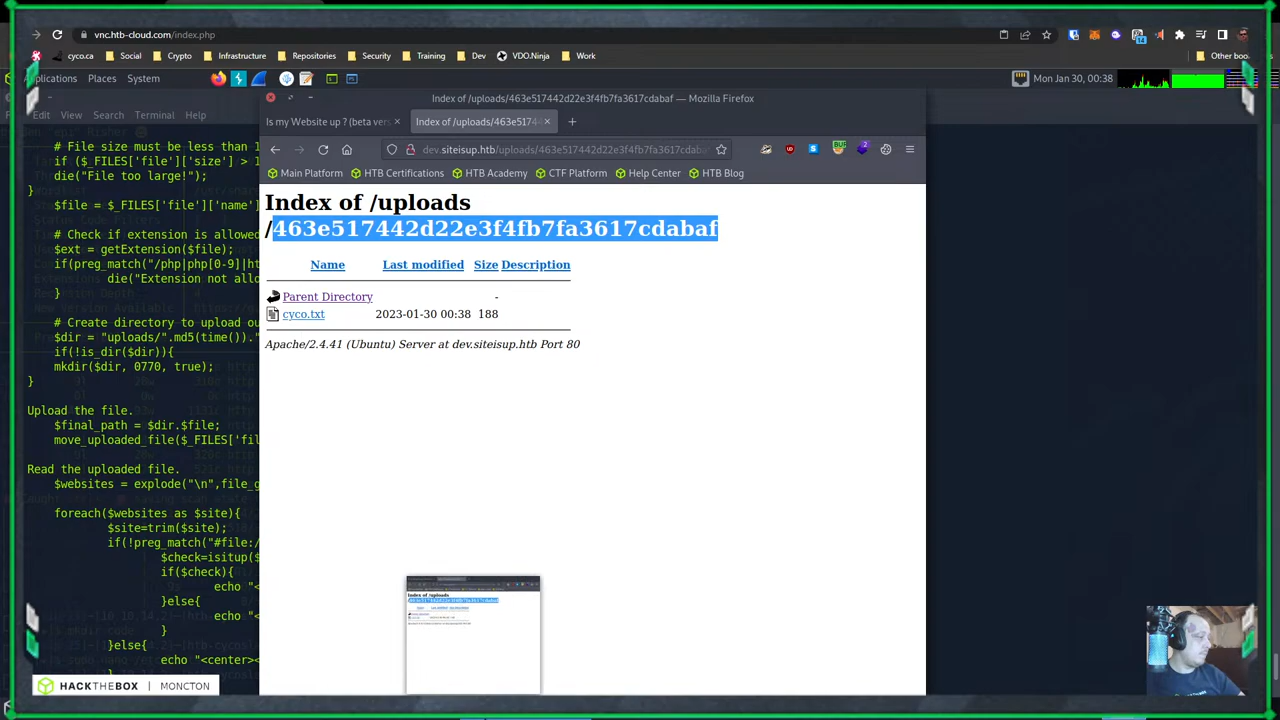 vnc.htb-cloud.com/index.php
cyco.ca Social Cyber Infrastructure Repositories Security Training Dev VDO.Ninja Work Other boo
Applications Places System Mon Jan 30, 00:38
Index of /uploads/463e517442d22e3f4fb7fa3617cdabaf — Mozilla Firefox
Edit View Search Terminal Help
Is my Website up ? (beta vers
Index of /uploads/463e5174
dev.siteisup.htb/uploads/463e517442d22e3f4fb7fa3617cdabaf
Main Platform HTB Certifications HTB Academy CTF Platform Help Center HTB Blog
# File size must be less than 1
if ($_FILES['file']['size'] > 1
die("File too large!");
}
$file = $_FILES['file']['name']
# Check if extension is allowed
$ext = getExtension($file);
if(preg_match("/php|php[0-9]|ht
die("Extension not allo
}
# Create directory to upload ou
$dir = "uploads/".md5(time())."
if(!is_dir($dir)){
mkdir($dir, 0770, true);
}
Upload the file.
$final_path = $dir.$file;
move_uploaded_file($_FILES['fil
Read the uploaded file.
$websites = explode("\n",file_g
foreach($websites as $site){
$site=trim($site);
if(!preg_match("#file:/
$check=isitup($
if($check){
echo "<
}else{
echo "<
}
}else{
echo "<center><
Index of /uploads
/463e517442d22e3f4fb7fa3617cdabaf
Name Last modified Size Description
Parent Directory -
cyco.txt 2023-01-30 00:38 188
Apache/2.4.41 (Ubuntu) Server at dev.siteisup.htb Port 80
HACKTHEBOX | MONCTON